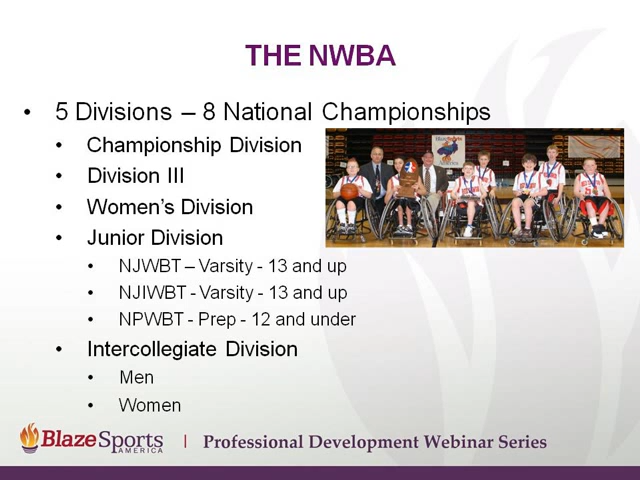 THE NWBA
• 5 Divisions – 8 National Championships
• Championship Division
• Division III
• Women's Division
• Junior Division
• NJWBT – Varsity - 13 and up
• NJIWBT - Varsity - 13 and up
• NPWBT - Prep - 12 and under
• Intercollegiate Division
• Men
• Women
BlazeSports
AMERICA
| Professional Development Webinar Series